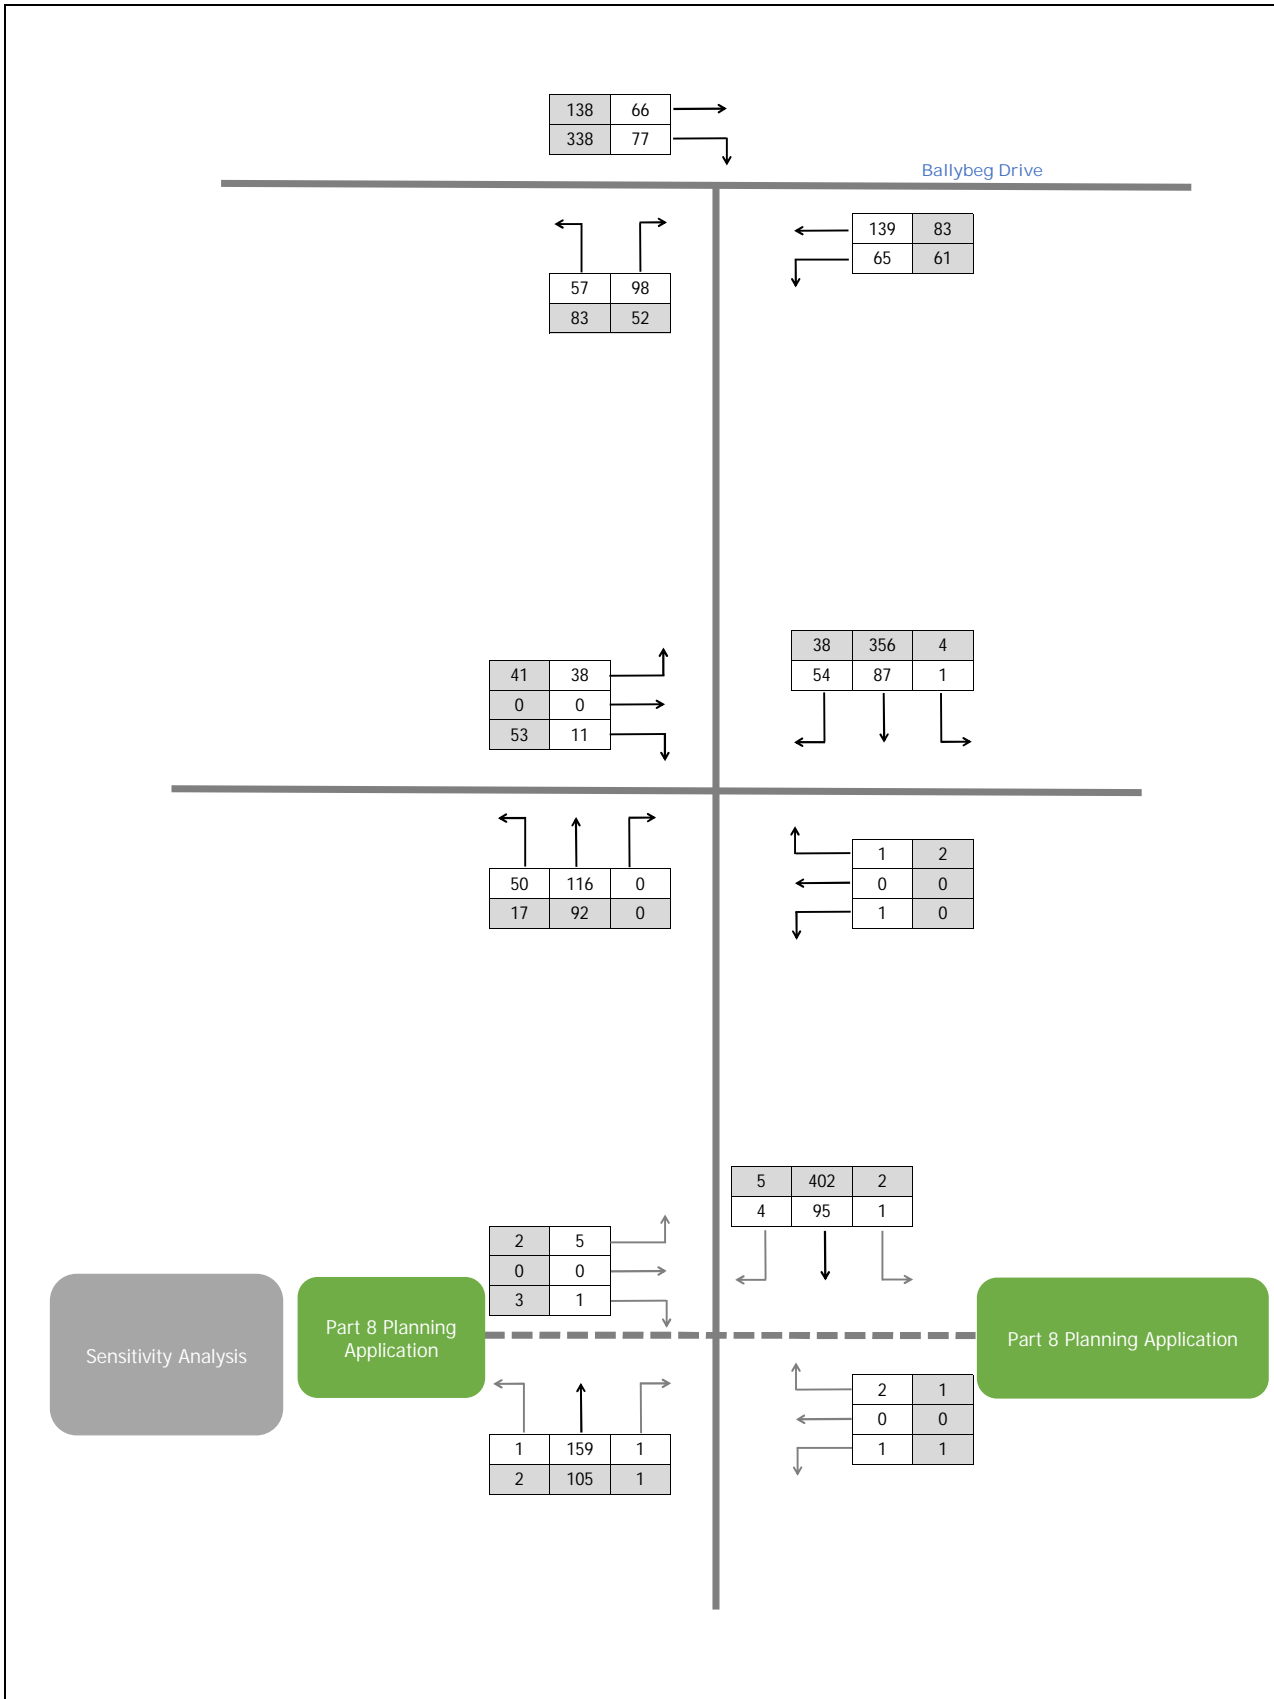 138 66
338 77
Ballybeg Drive
139 83
65 61
57 98
83 52
38 356 4
54 87 1
41 38
0 0
53 11
1 2
0 0
1 0
50 116 0
17 92 0
5 402 2
4 95 1
2 5
0 0
3 1
Sensitivity Analysis
Part 8 Planning
Application
Part 8 Planning Application
2 1
0 0
1 1
1 159 1
2 105 1